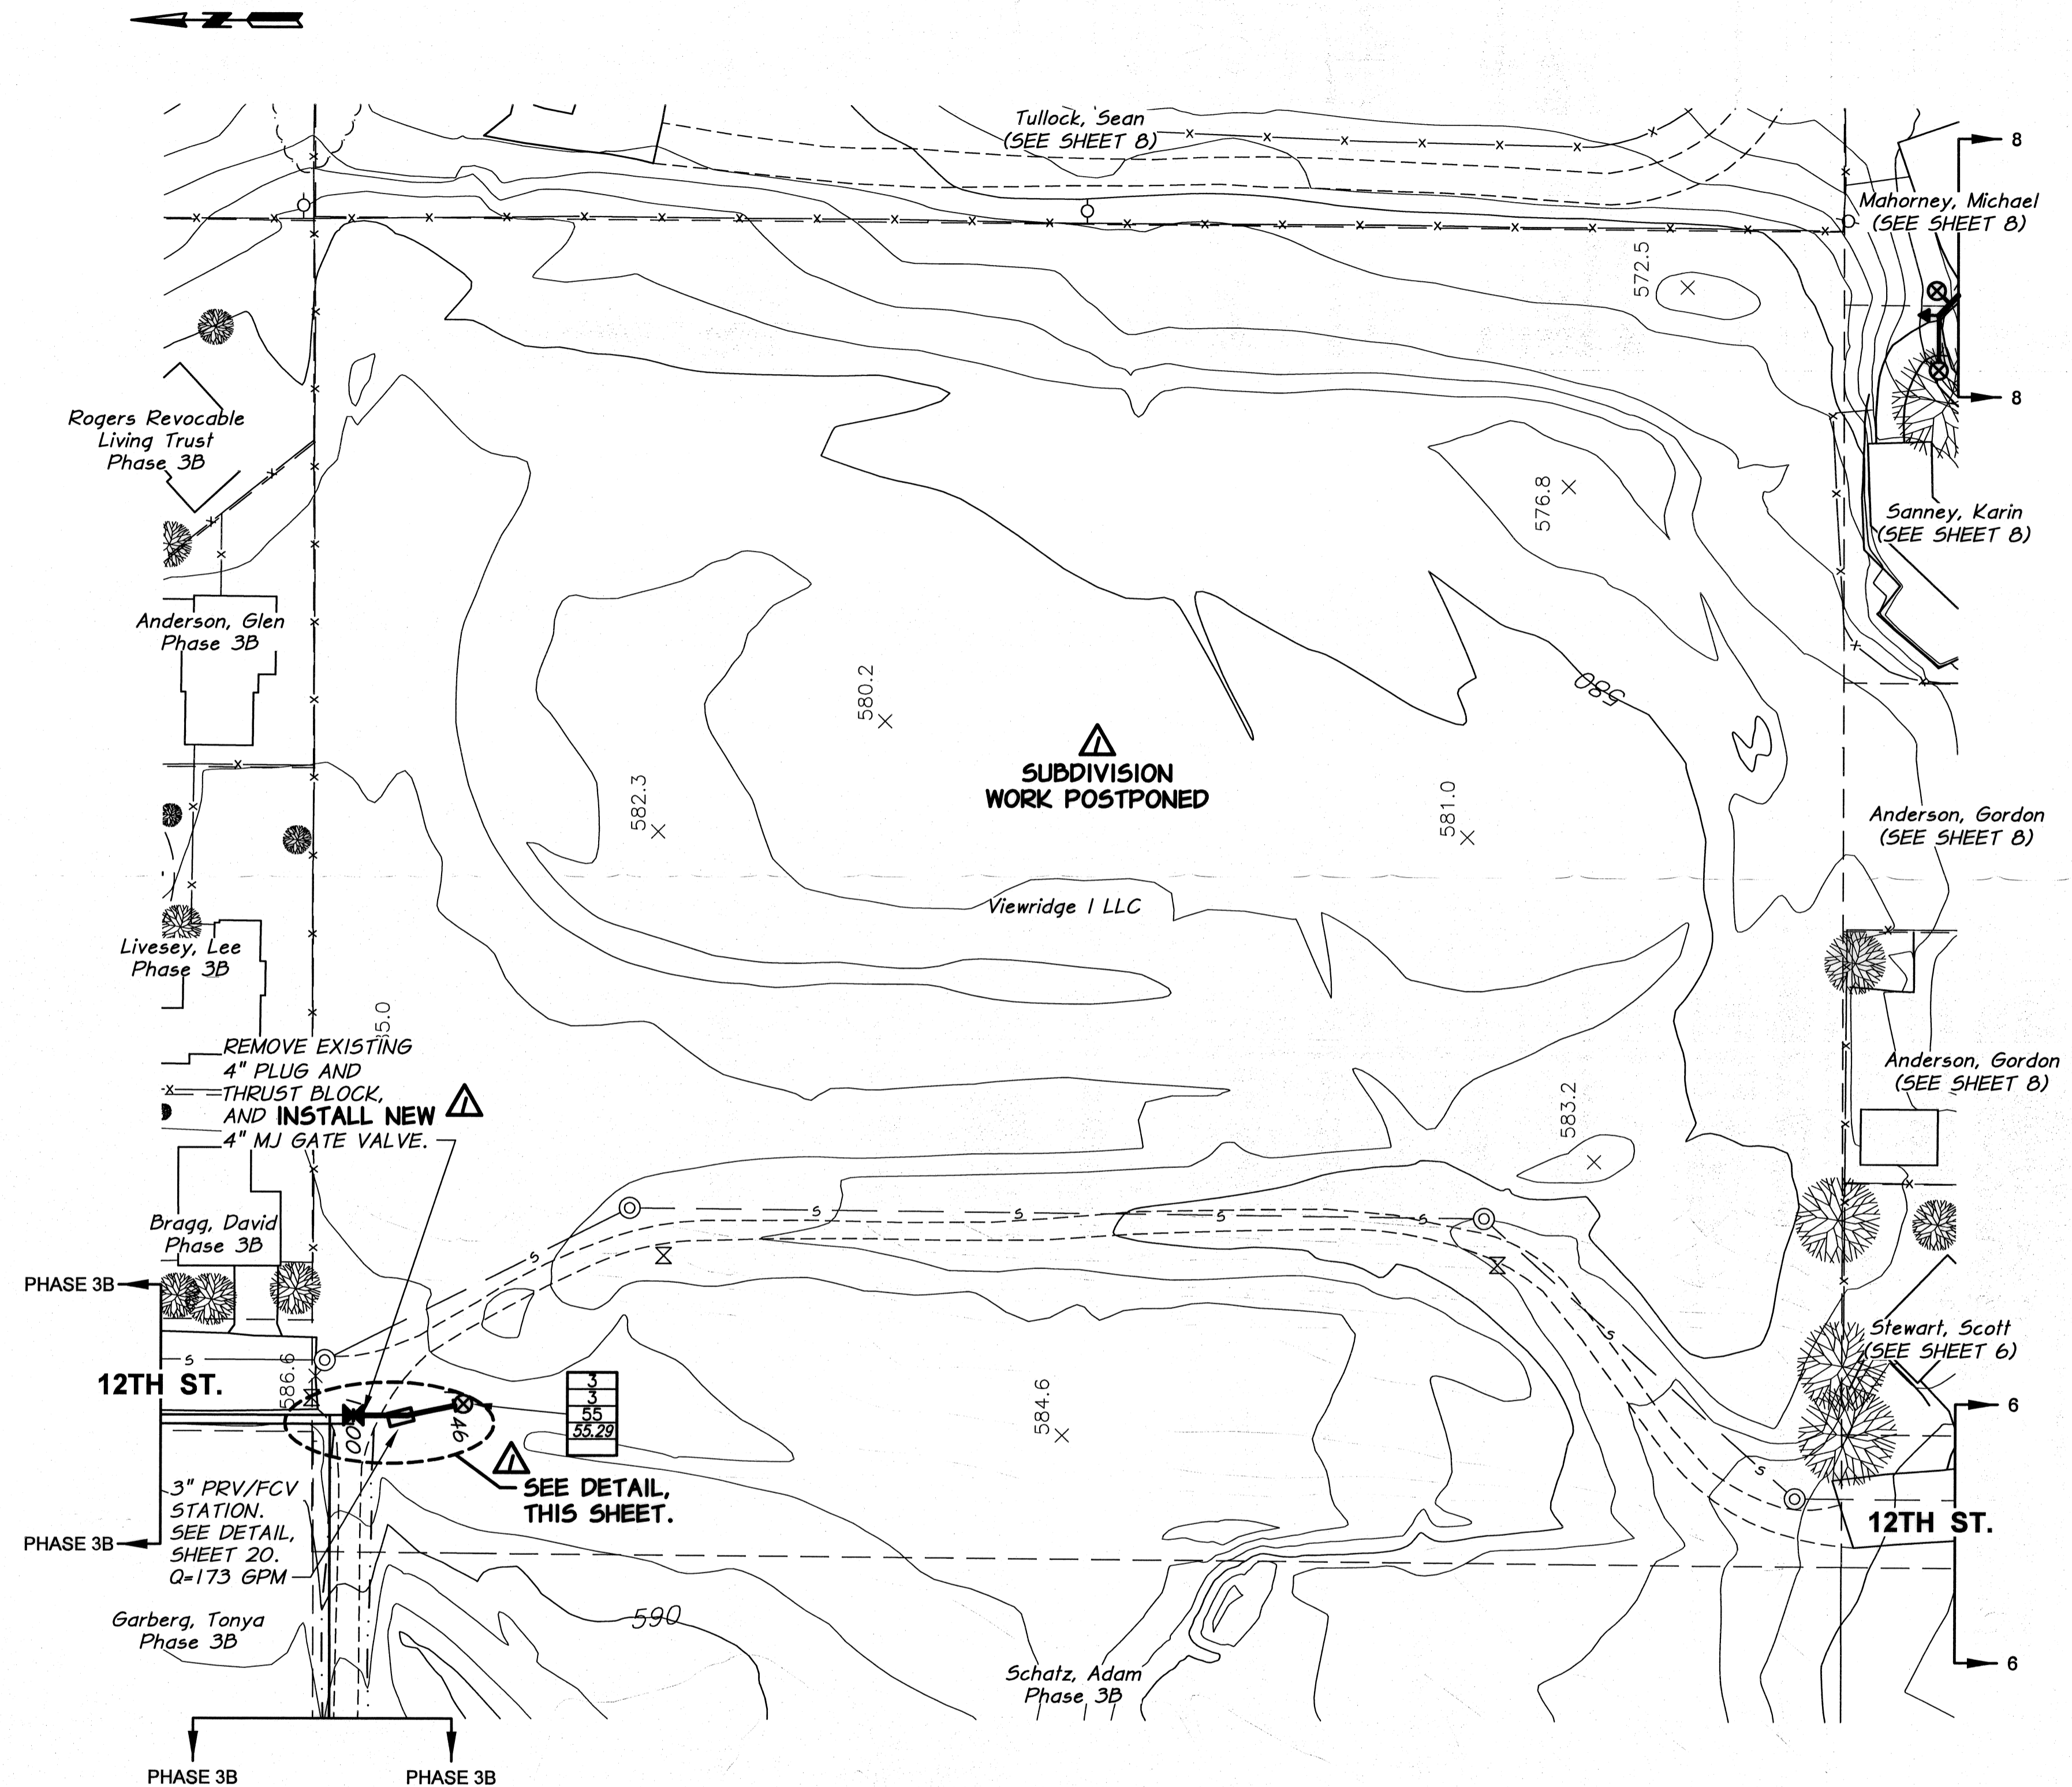 N
Tullock, Sean
(SEE SHEET 8)
8
Mahorney, Michael
(SEE SHEET 8)
572.5
8
Rogers Revocable
Living Trust
Phase 3B
576.8
Sanney, Karin
(SEE SHEET 8)
Anderson, Glen
Phase 3B
580.2
580
SUBDIVISION
WORK POSTPONED
582.3
581.0
Anderson, Gordon
(SEE SHEET 8)
Viewridge I LLC
Livesey, Lee
Phase 3B
35.0
REMOVE EXISTING
4" PLUG AND
THRUST BLOCK,
AND INSTALL NEW
4" MJ GATE VALVE.
Anderson, Gordon
(SEE SHEET 8)
583.2
Bragg, David
Phase 3B
PHASE 3B
Stewart, Scott
(SEE SHEET 6)
586.6
12TH ST.
3
3
55
55.29
46
584.6
6
SEE DETAIL,
THIS SHEET.
3" PRV/FCV
STATION.
SEE DETAIL,
SHEET 20.
Q=173 GPM
PHASE 3B
12TH ST.
Garberg, Tonya
Phase 3B
590
Schatz, Adam
Phase 3B
6
PHASE 3B
PHASE 3B